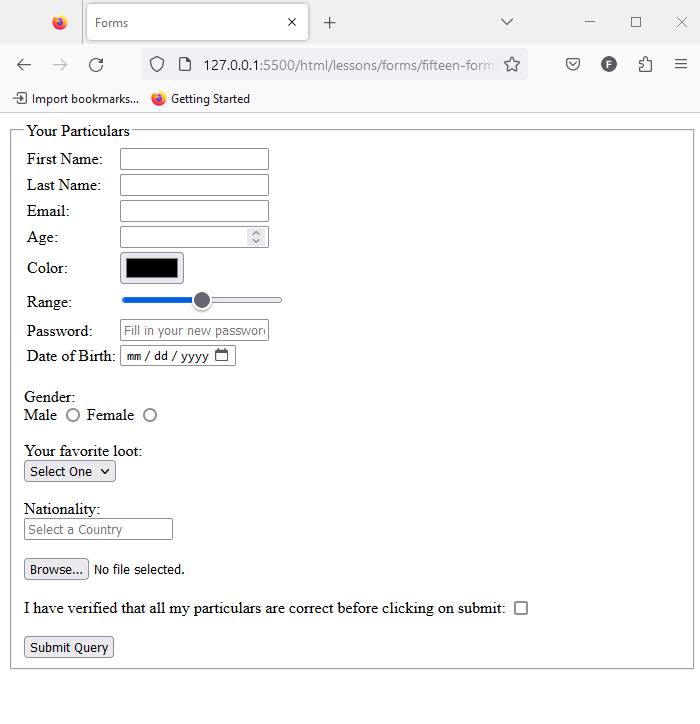 Forms
127.0.0.1:5500/html/lessons/forms/fifteen-form
F
Import bookmarks... Getting Started
Your Particulars
First Name:
Last Name:
Email:
Age:
Color:
Range:
Password: Fill in your new password
Date of Birth: mm / dd / yyyy
Gender:
Male Female
Your favorite loot:
Select One
Nationality:
Select a Country
Browse... No file selected.
I have verified that all my particulars are correct before clicking on submit:
Submit Query